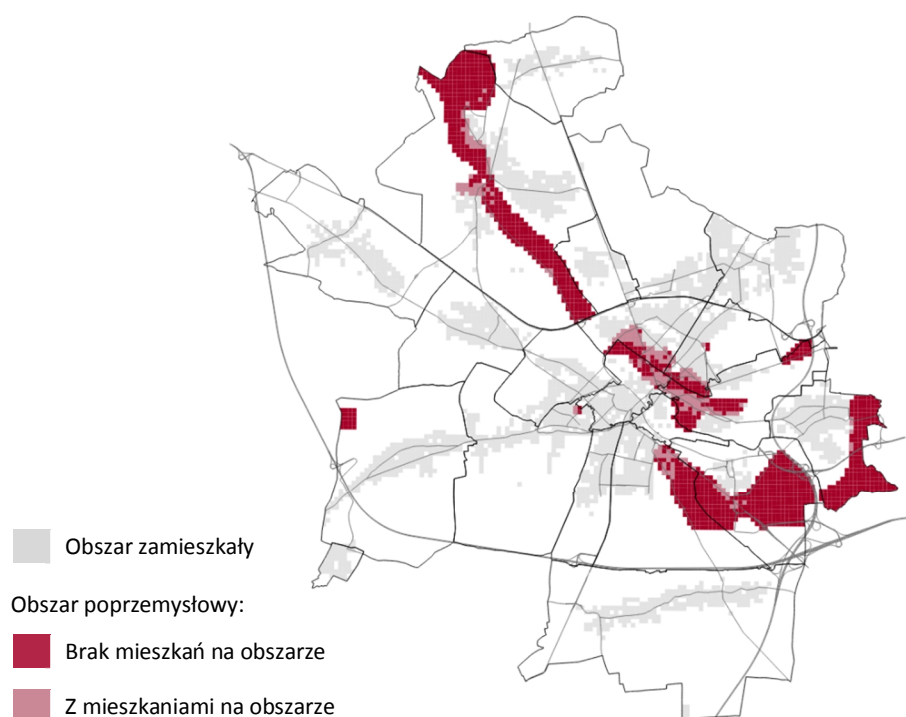 Obszar zamieszkały
Obszar poprzemysłowy:
Brak mieszkań na obszarze
Z mieszkaniami na obszarze